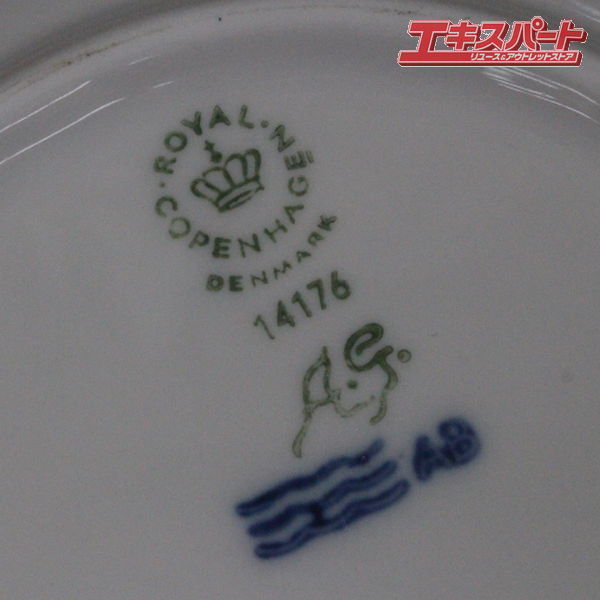 エキスパート
リユース&アウトレットストア
ROYAL · COPENHAGEN ·
DENMARK
14176
AB